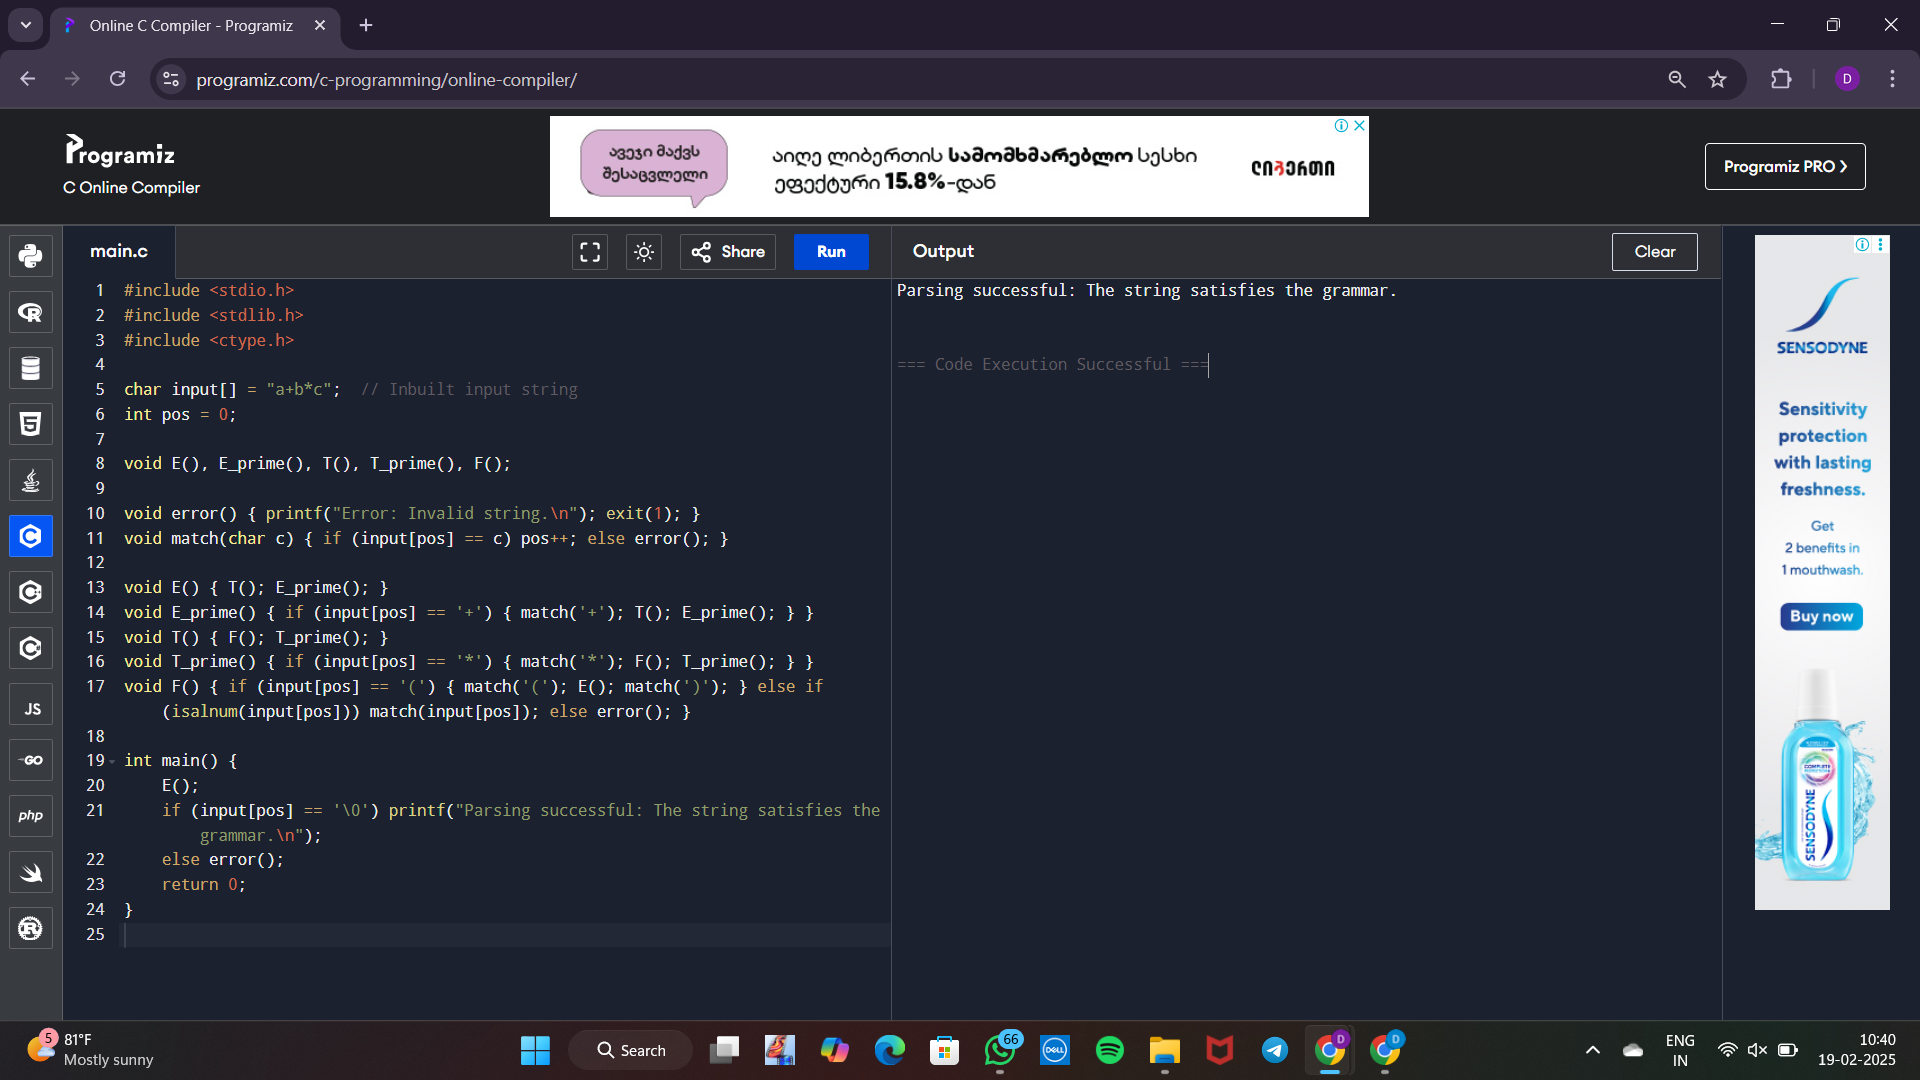 Online C Compiler - Programiz
programiz.com/c-programming/online-compiler/
D
Programiz
C Online Compiler
ავეჯი მაქვს
შესაცვლელი
აიღე ლიბერთის სამომხმარებლო სესხი
ეფექტური 15.8%-დან
ლიბერთი
Programiz PRO
main.c
Share
Run
Output
Clear
1 #include <stdio.h>
2 #include <stdlib.h>
3 #include <ctype.h>
4
5 char input[] = "a+b*c";  // Inbuilt input string
6 int pos = 0;
7
8 void E(), E_prime(), T(), T_prime(), F();
9
10 void error() { printf("Error: Invalid string.\n"); exit(1); }
11 void match(char c) { if (input[pos] == c) pos++; else error(); }
12
13 void E() { T(); E_prime(); }
14 void E_prime() { if (input[pos] == '+') { match('+'); T(); E_prime(); } }
15 void T() { F(); T_prime(); }
16 void T_prime() { if (input[pos] == '*') { match('*'); F(); T_prime(); } }
17 void F() { if (input[pos] == '(') { match('('); E(); match(')'); } else if
(isalnum(input[pos])) match(input[pos]); else error(); }
18
19 int main() {
20     E();
21     if (input[pos] == '\0') printf("Parsing successful: The string satisfies the
grammar.\n");
22     else error();
23     return 0;
24 }
25
Parsing successful: The string satisfies the grammar.
=== Code Execution Successful ===
JS
GO
php
SENSODYNE
Sensitivity
protection
with lasting
freshness.
Get
2 benefits in
1 mouthwash.
Buy now
COMPLETE
SENSODYNE
5
81°F
Mostly sunny
Search
66
DELL
D
D
ENG
IN
10:40
19-02-2025